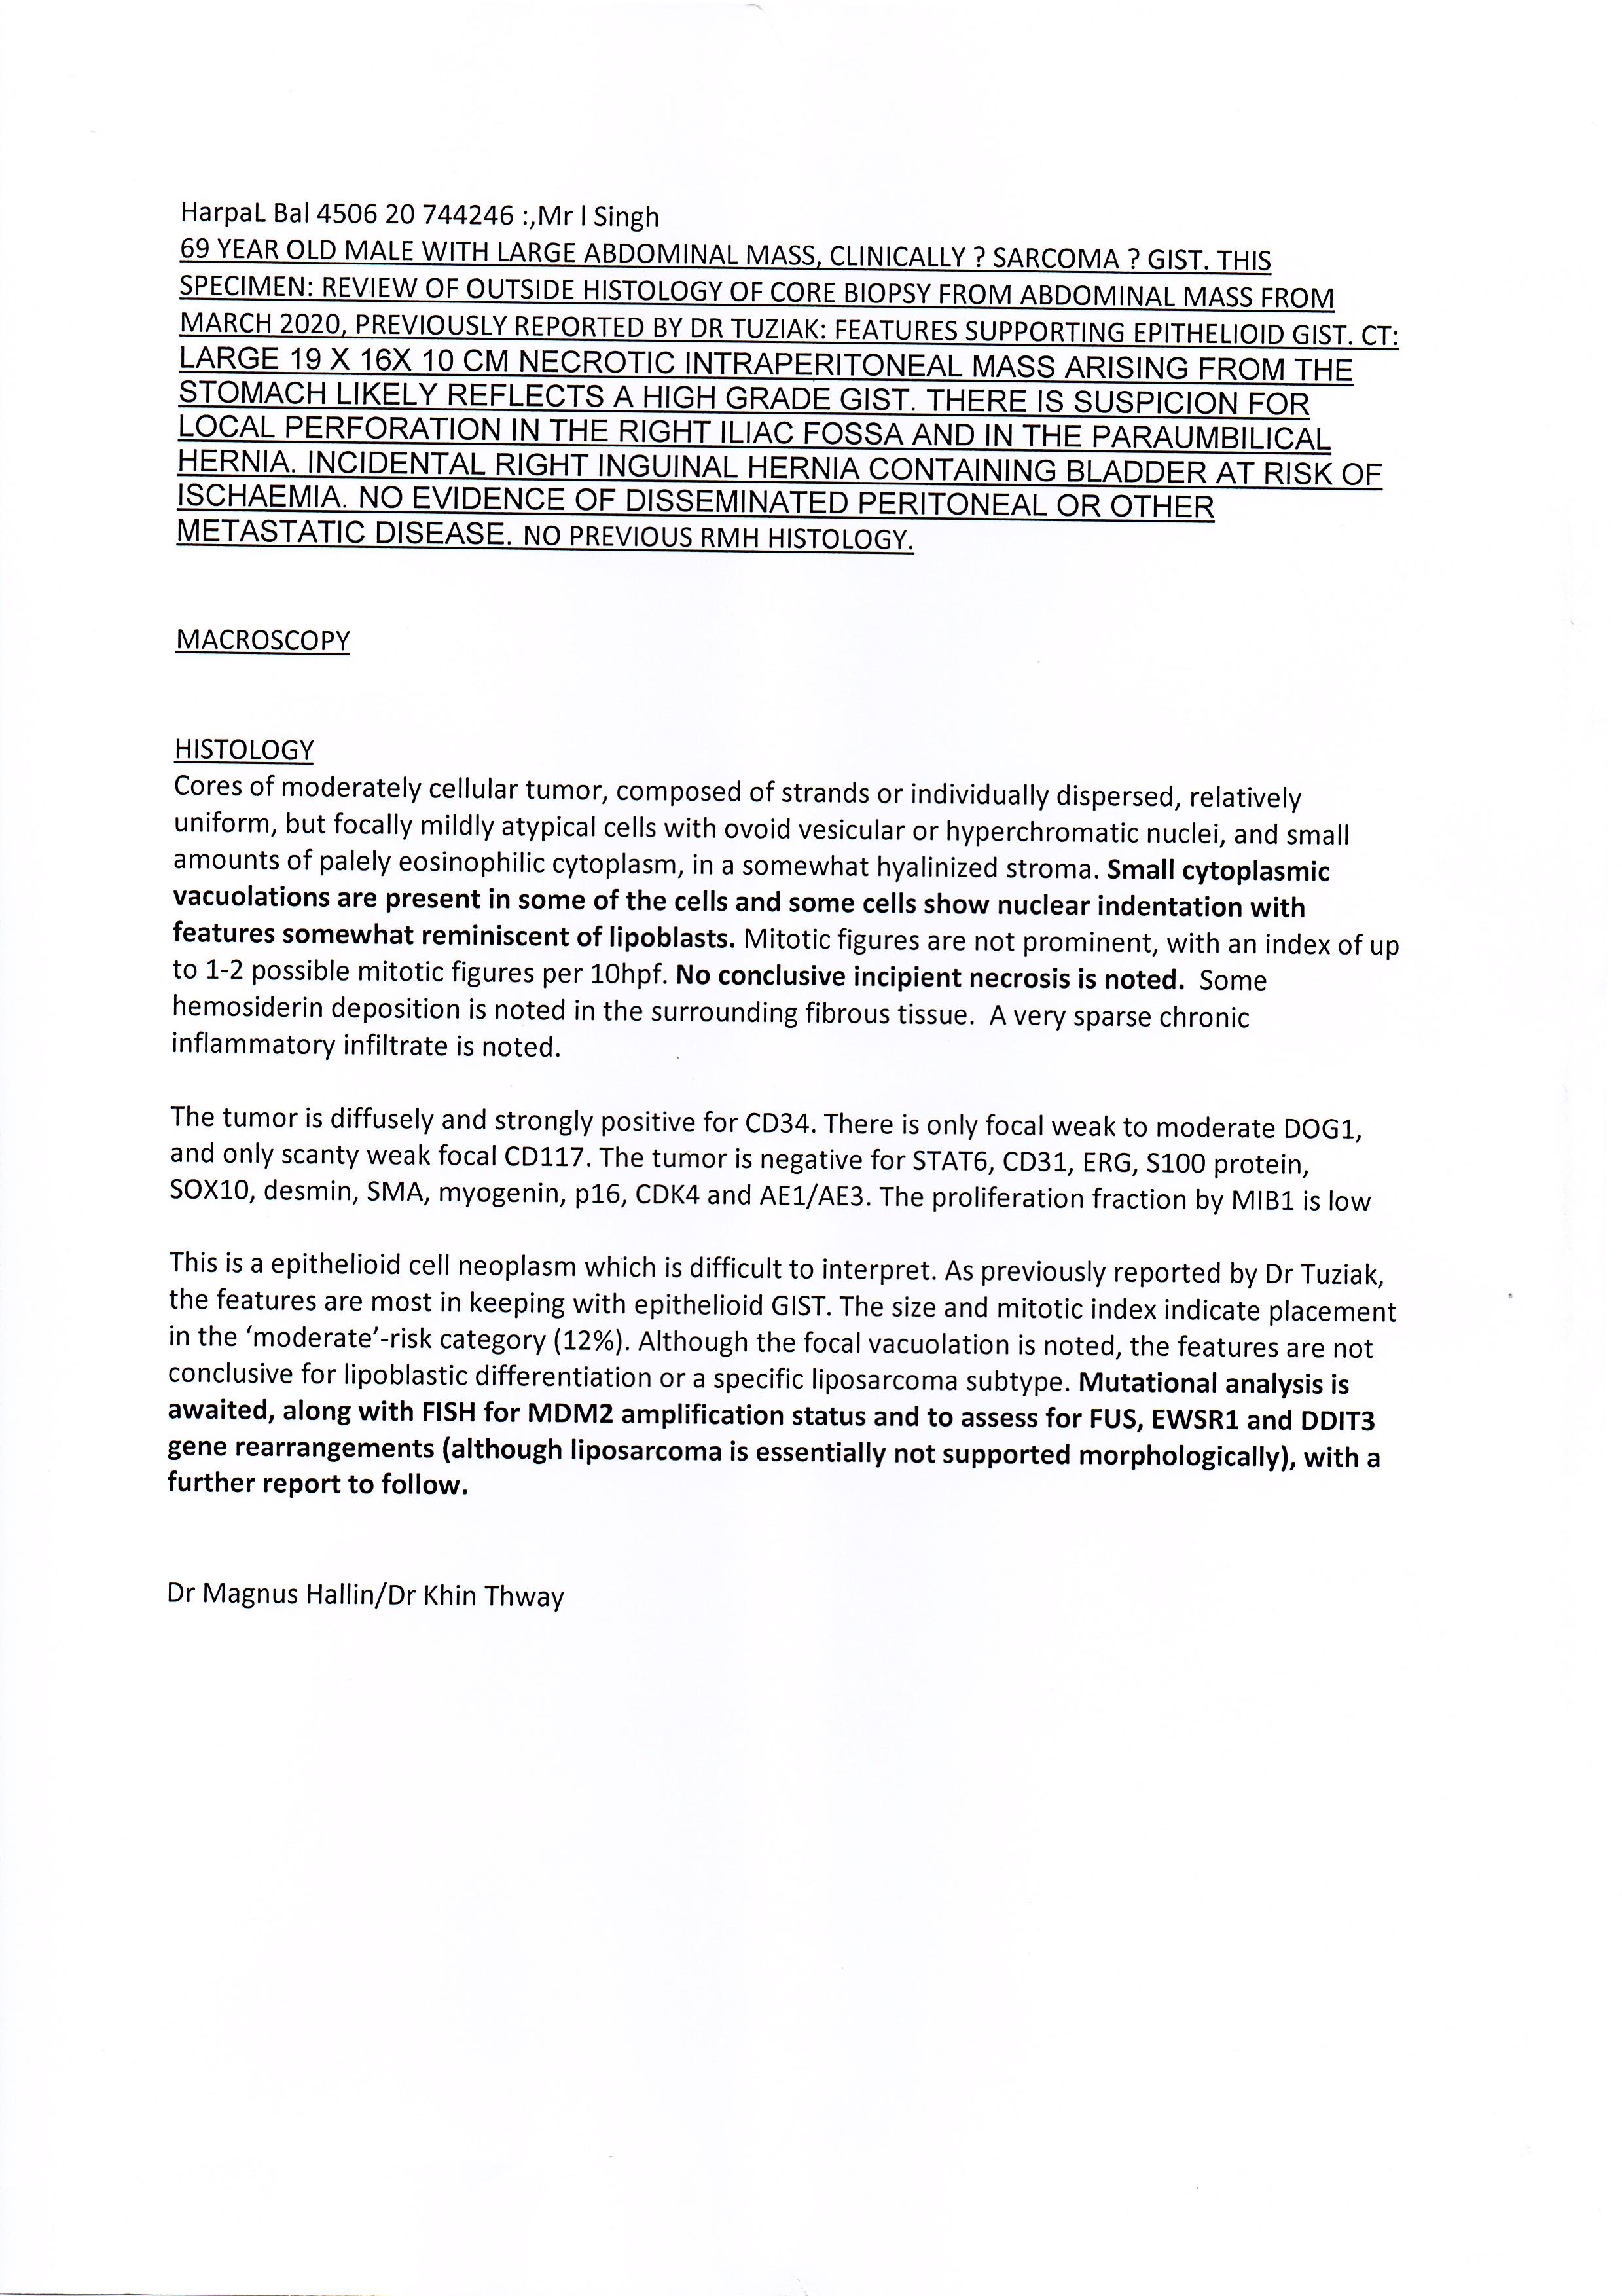 HarpaL Bal 4506 20 744246 :,Mr I Singh
69 YEAR OLD MALE WITH LARGE ABDOMINAL MASS, CLINICALLY ? SARCOMA ? GIST. THIS
SPECIMEN: REVIEW OF OUTSIDE HISTOLOGY OF CORE BIOPSY FROM ABDOMINAL MASS FROM
MARCH 2020, PREVIOUSLY REPORTED BY DR TUZIAK: FEATURES SUPPORTING EPITHELIOID GIST. CT:
LARGE 19 X 16X 10 CM NECROTIC INTRAPERITONEAL MASS ARISING FROM THE
STOMACH LIKELY REFLECTS A HIGH GRADE GIST. THERE IS SUSPICION FOR
LOCAL PERFORATION IN THE RIGHT ILIAC FOSSA AND IN THE PARAUMBILICAL
HERNIA. INCIDENTAL RIGHT INGUINAL HERNIA CONTAINING BLADDER AT RISK OF
ISCHAEMIA. NO EVIDENCE OF DISSEMINATED PERITONEAL OR OTHER
METASTATIC DISEASE. NO PREVIOUS RMH HISTOLOGY.
MACROSCOPY
HISTOLOGY
Cores of moderately cellular tumor, composed of strands or individually dispersed, relatively
uniform, but focally mildly atypical cells with ovoid vesicular or hyperchromatic nuclei, and small
amounts of palely eosinophilic cytoplasm, in a somewhat hyalinized stroma. Small cytoplasmic
vacuolations are present in some of the cells and some cells show nuclear indentation with
features somewhat reminiscent of lipoblasts. Mitotic figures are not prominent, with an index of up
to 1-2 possible mitotic figures per 10hpf. No conclusive incipient necrosis is noted. Some
hemosiderin deposition is noted in the surrounding fibrous tissue. A very sparse chronic
inflammatory infiltrate is noted.
The tumor is diffusely and strongly positive for CD34. There is only focal weak to moderate DOG1,
and only scanty weak focal CD117. The tumor is negative for STAT6, CD31, ERG, S100 protein,
SOX10, desmin, SMA, myogenin, p16, CDK4 and AE1/AE3. The proliferation fraction by MIB1 is low
This is a epithelioid cell neoplasm which is difficult to interpret. As previously reported by Dr Tuziak,
the features are most in keeping with epithelioid GIST. The size and mitotic index indicate placement
in the ‘moderate’-risk category (12%). Although the focal vacuolation is noted, the features are not
conclusive for lipoblastic differentiation or a specific liposarcoma subtype. Mutational analysis is
awaited, along with FISH for MDM2 amplification status and to assess for FUS, EWSR1 and DDIT3
gene rearrangements (although liposarcoma is essentially not supported morphologically), with a
further report to follow.
Dr Magnus Hallin/Dr Khin Thway